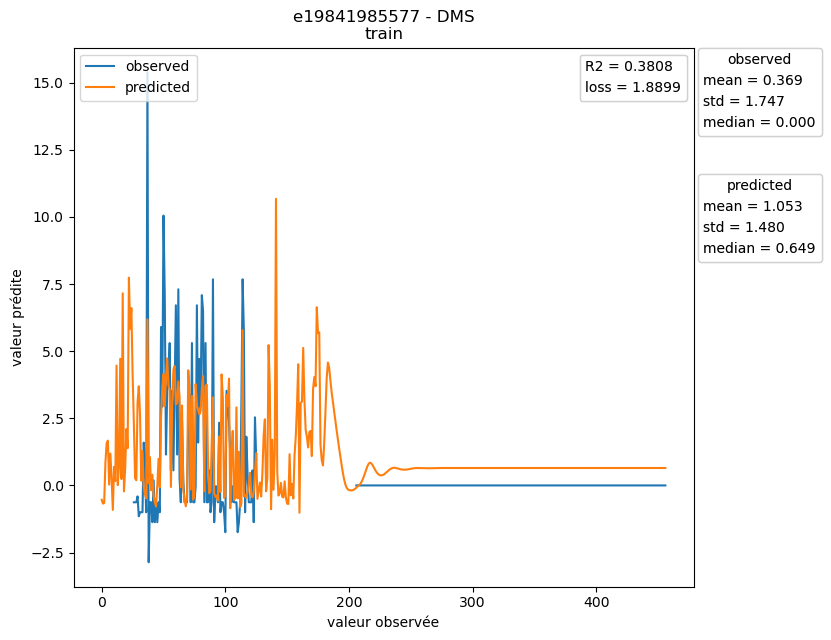 e19841985577 - DMS
train
observed
predicted
R2 = 0.3808
loss = 1.8899
observed
mean = 0.369
std = 1.747
median = 0.000
predicted
mean = 1.053
std = 1.480
median = 0.649
valeur prédite
15.0
12.5
10.0
7.5
5.0
2.5
0.0
−2.5
0
100
200
300
400
valeur observée